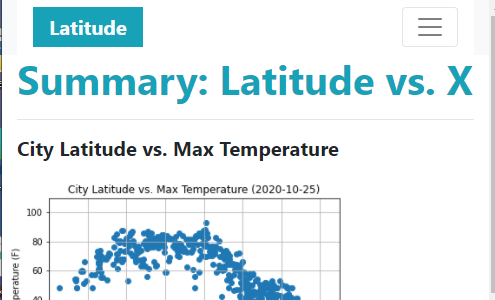 Latitude
Summary: Latitude vs. X
City Latitude vs. Max Temperature
City Latitude vs. Max Temperature (2020-10-25)
100
80
60
40
perature (F)